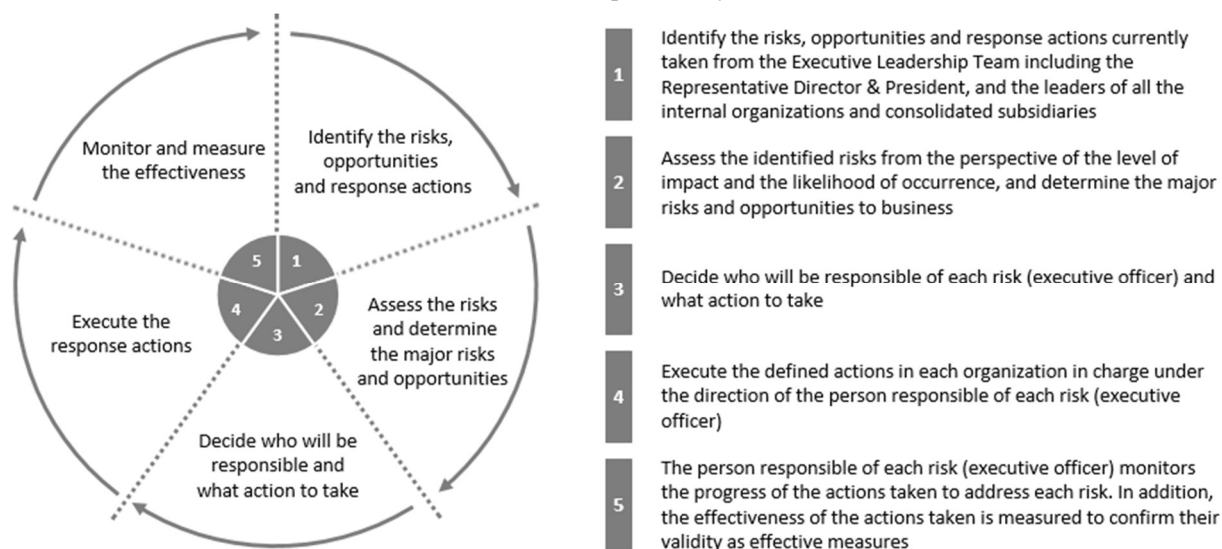 Monitor and measure
the effectiveness
Identify the risks,
opportunities
and response actions
5
1
4
2
3
Execute the
response actions
Assess the risks
and determine
the major risks
and opportunities
Decide who will be
responsible and
what action to take
1
Identify the risks, opportunities and response actions currently
taken from the Executive Leadership Team including the
Representative Director & President, and the leaders of all the
internal organizations and consolidated subsidiaries
2
Assess the identified risks from the perspective of the level of
impact and the likelihood of occurrence, and determine the major
risks and opportunities to business
3
Decide who will be responsible of each risk (executive officer) and
what action to take
4
Execute the defined actions in each organization in charge under
the direction of the person responsible of each risk (executive
officer)
5
The person responsible of each risk (executive officer) monitors
the progress of the actions taken to address each risk. In addition,
the effectiveness of the actions taken is measured to confirm their
validity as effective measures